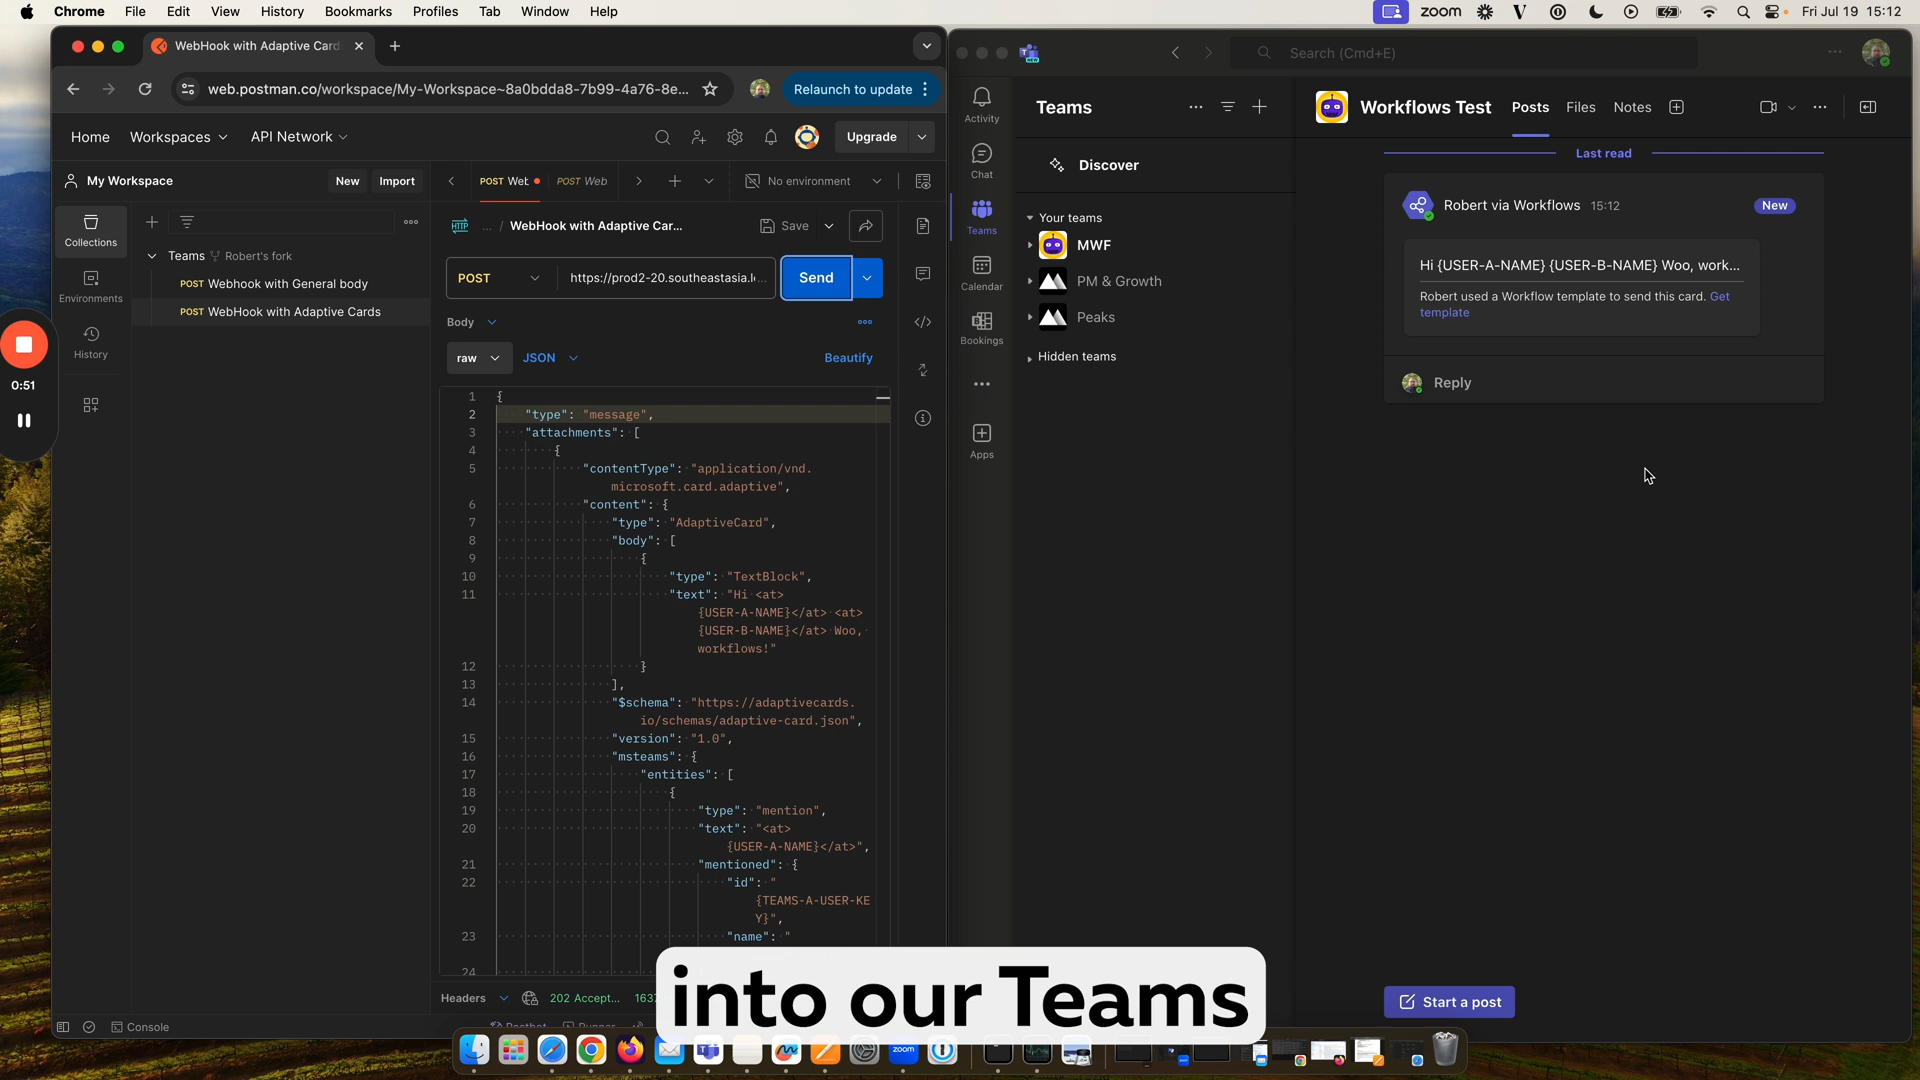 Chrome File Edit View History Bookmarks Profiles Tab Window Help
zoom
Fri Jul 19 15:12
WebHook with Adaptive Card
web.postman.co/workspace/My-Workspace~8a0bdda8-7b99-4a76-8e...
Relaunch to update
Home Workspaces API Network
Upgrade
My Workspace
New Import
POST Wet POST Web
No environment
Collections
Environments
History
Teams Robert's fork
POST Webhook with General body
POST WebHook with Adaptive Cards
HTTP ... / WebHook with Adaptive Car...
Save
POST
https://prod2-20.southeastasia.l...
Send
Body
raw JSON
Beautify
1 {
2 "type": "message",
3 "attachments": [
4 {
5 "contentType": "application/vnd.
microsoft.card.adaptive",
6 "content": {
7 "type": "AdaptiveCard",
8 "body": [
9 {
10 "type": "TextBlock",
11 "text": "Hi <at>
{USER-A-NAME}</at> <at>
{USER-B-NAME}</at> Woo,
workflows!"
12 }
13 ],
14 "$schema": "https://adaptivecards.
io/schemas/adaptive-card.json",
15 "version": "1.0",
16 "msteams": {
17 "entities": [
18 {
19 "type": "mention",
20 "text": "<at>
{USER-A-NAME}</at>",
21 "mentioned": {
22 "id": "
{TEAMS-A-USER-KE
Y}",
23 "name": "
24
Headers
202 Accept... 1637
Console
0:51
Search (Cmd+E)
Activity
Chat
Teams
Calendar
Bookings
Apps
Teams
Discover
Your teams
MWF
PM & Growth
Peaks
Hidden teams
Workflows Test Posts Files Notes
Last read
Robert via Workflows 15:12
New
Hi {USER-A-NAME} {USER-B-NAME} Woo, work...
Robert used a Workflow template to send this card. Get
template
Reply
Start a post
into our Teams
zoom